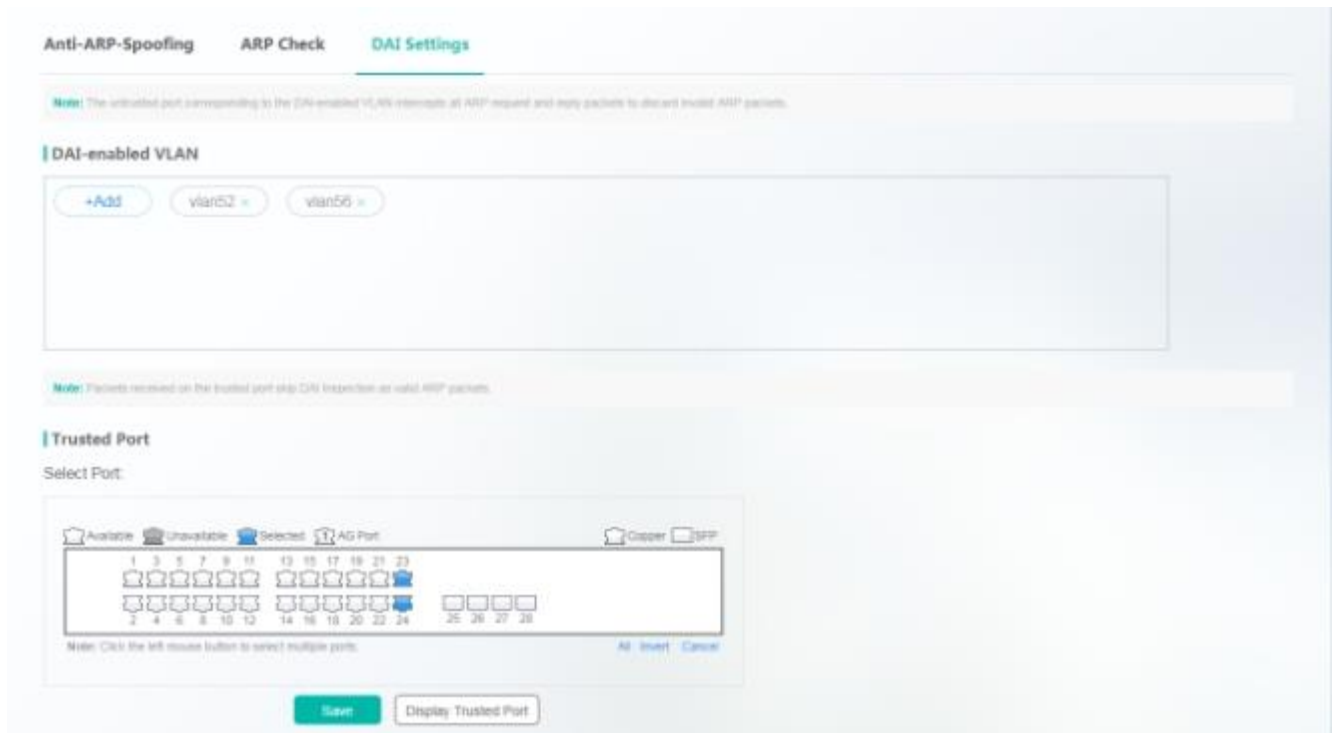 Anti-ARP-Spoofing ARP Check DAI Settings
Note: The untrusted port corresponding to the DAI-enabled VLAN intercepts all ARP request and reply packets to discard invalid ARP packets.
DAI-enabled VLAN
+Add vlan52 × vlan56 ×
Note: Packets received on the trusted port skip DAI Inspection as valid ARP packets.
Trusted Port
Select Port:
Available Unavailable Selected 1 AG Port Copper SFP
1 3 5 7 9 11 13 15 17 19 21 23
2 4 6 8 10 12 14 16 18 20 22 24 25 26 27 28
Note: Click the left mouse button to select multiple ports. All Invert Cancel
Save Display Trusted Port